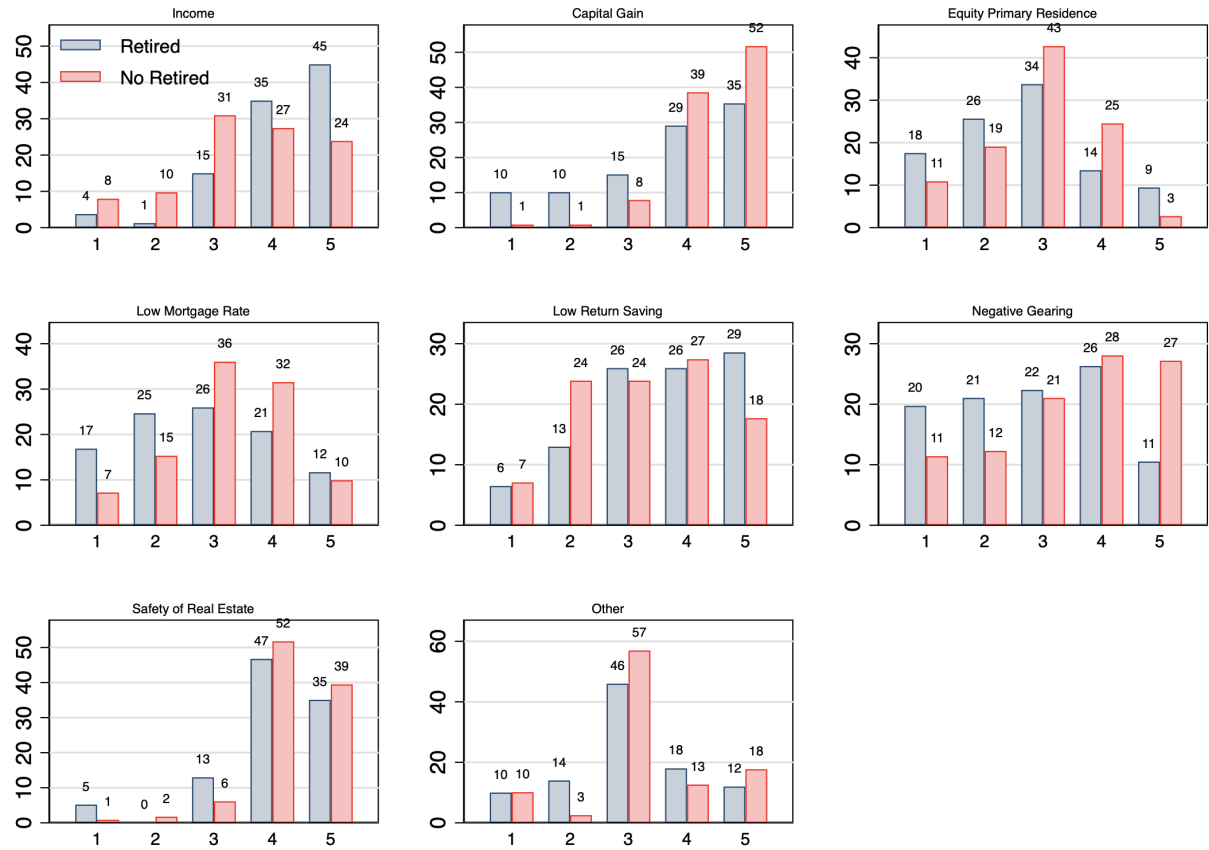 Income
Retired
No Retired
0 10 20 30 40 50
4 8 1 10 15 31 35 27 45 24
1 2 3 4 5
Capital Gain
0 10 20 30 40 50
10 1 10 1 15 8 29 39 35 52
1 2 3 4 5
Equity Primary Residence
0 10 20 30 40
18 11 26 19 34 43 14 25 9 3
1 2 3 4 5
Low Mortgage Rate
0 10 20 30 40
17 7 25 15 26 36 21 32 12 10
1 2 3 4 5
Low Return Saving
0 10 20 30
6 7 13 24 26 24 26 27 29 18
1 2 3 4 5
Negative Gearing
0 10 20 30
20 11 21 12 22 21 26 28 11 27
1 2 3 4 5
Safety of Real Estate
0 10 20 30 40 50
5 1 0 2 13 6 47 52 35 39
1 2 3 4 5
Other
0 20 40 60
10 10 14 3 46 57 18 13 12 18
1 2 3 4 5